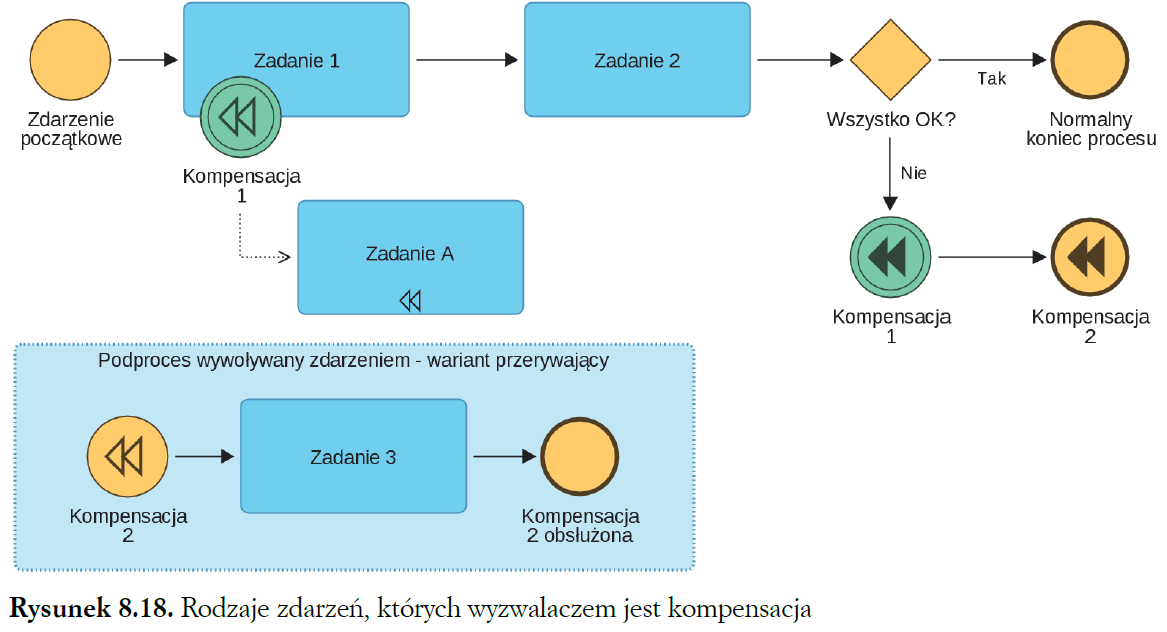 Zadanie 1
Zadanie 2
Zdarzenie
początkowe
Wszystko OK?
Tak
Normalny
koniec procesu
Kompensacja
1
Nie
Zadanie A
Kompensacja
1
Kompensacja
2
Podproces wywoływany zdarzeniem - wariant przerywający
Zadanie 3
Kompensacja
2
Kompensacja
2 obsłużona
Rysunek 8.18. Rodzaje zdarzeń, których wyzwalaczem jest kompensacja